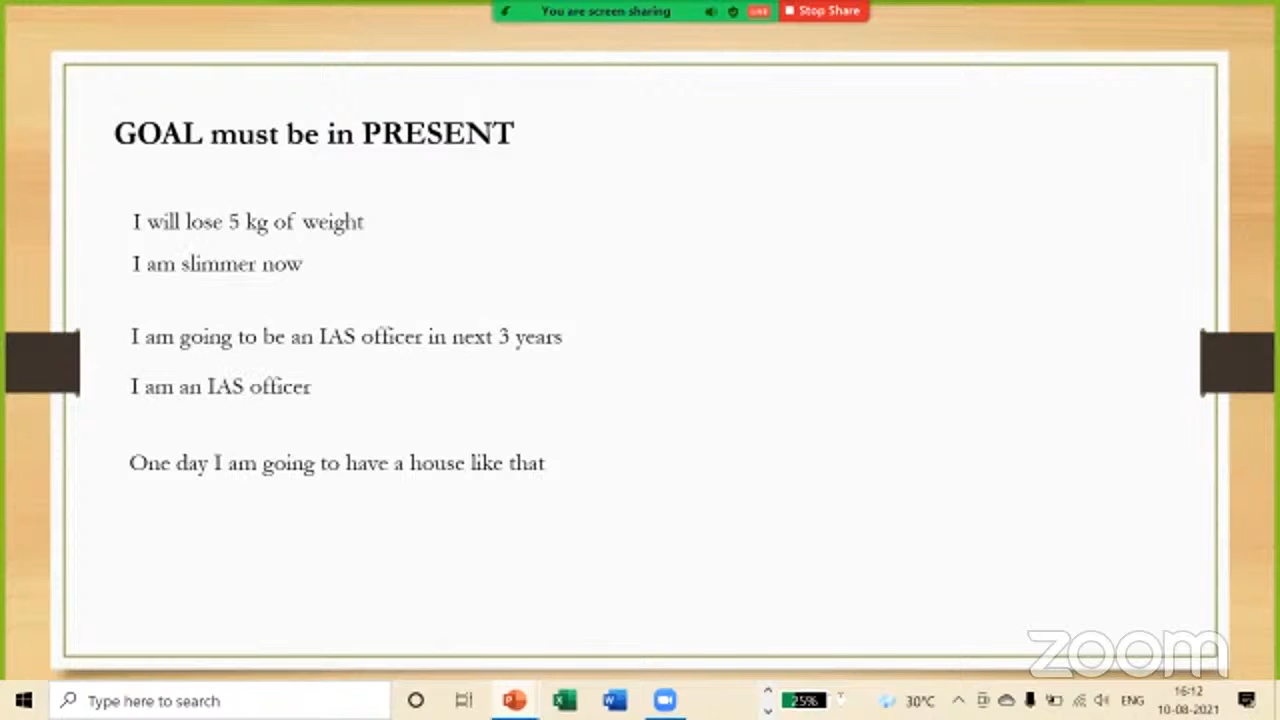 You are screen sharing
LIVE
Stop Share
GOAL must be in PRESENT
I will lose 5 kg of weight
I am slimmer now
I am going to be an IAS officer in next 3 years
I am an IAS officer
One day I am going to have a house like that
zoom
Type here to search
25%
30°C
ENG
16:12
10-08-2021